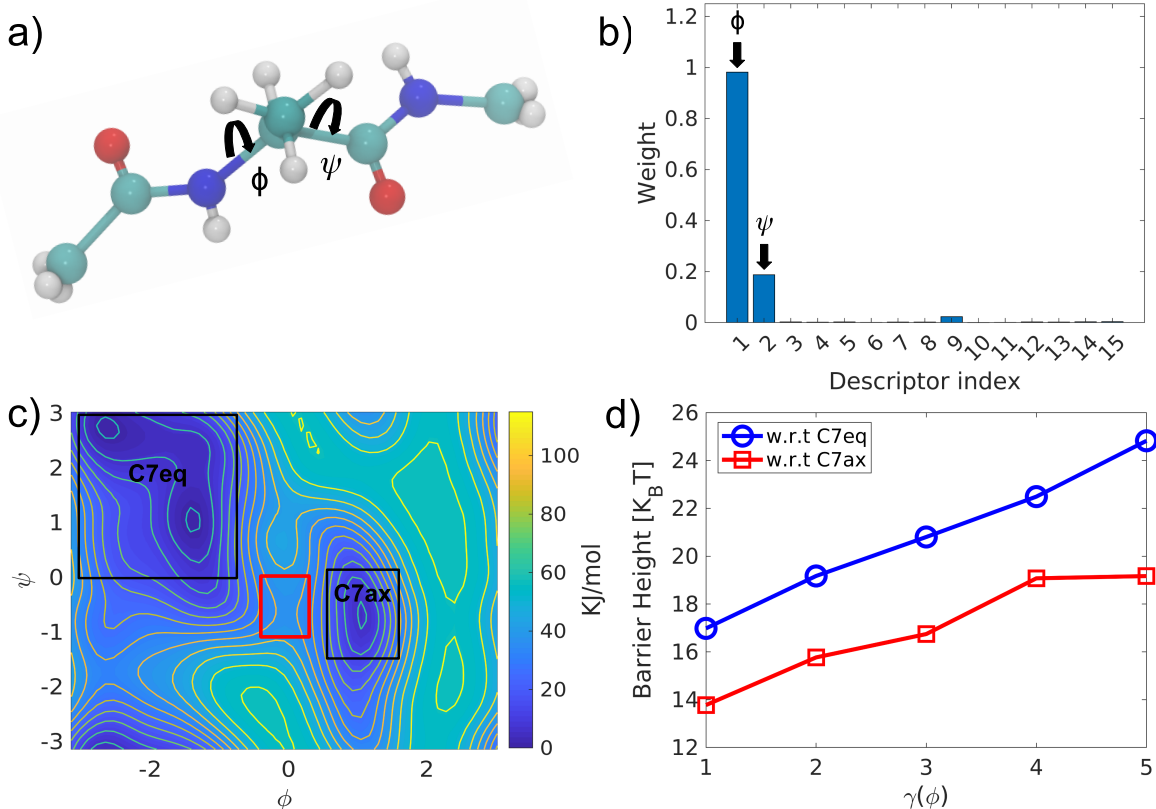 a)
ϕ
ψ
b)
ϕ
ψ
Weight
1.2
1
0.8
0.6
0.4
0.2
0
1 2 3 4 5 6 7 8 9 10 11 12 13 14 15
Descriptor index
c)
C7eq
C7ax
ψ
3
2
1
0
-1
-2
-3
-2 0 2
ϕ
100
80
60
40
20
0
KJ/mol
d)
w.r.t C7eq
w.r.t C7ax
Barrier Height [K_BT]
26
24
22
20
18
16
14
12
1 2 3 4 5
γ(ϕ)